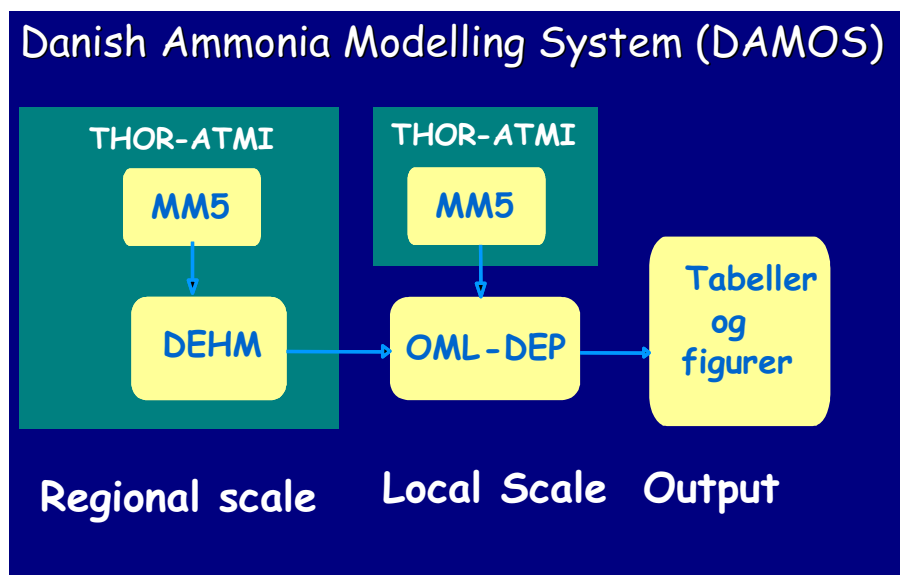 Danish Ammonia Modelling System (DAMOS)
THOR-ATMI
MM5
DEHM
THOR-ATMI
MM5
OML-DEP
Tabeller
og
figurer
Regional scale
Local Scale
Output